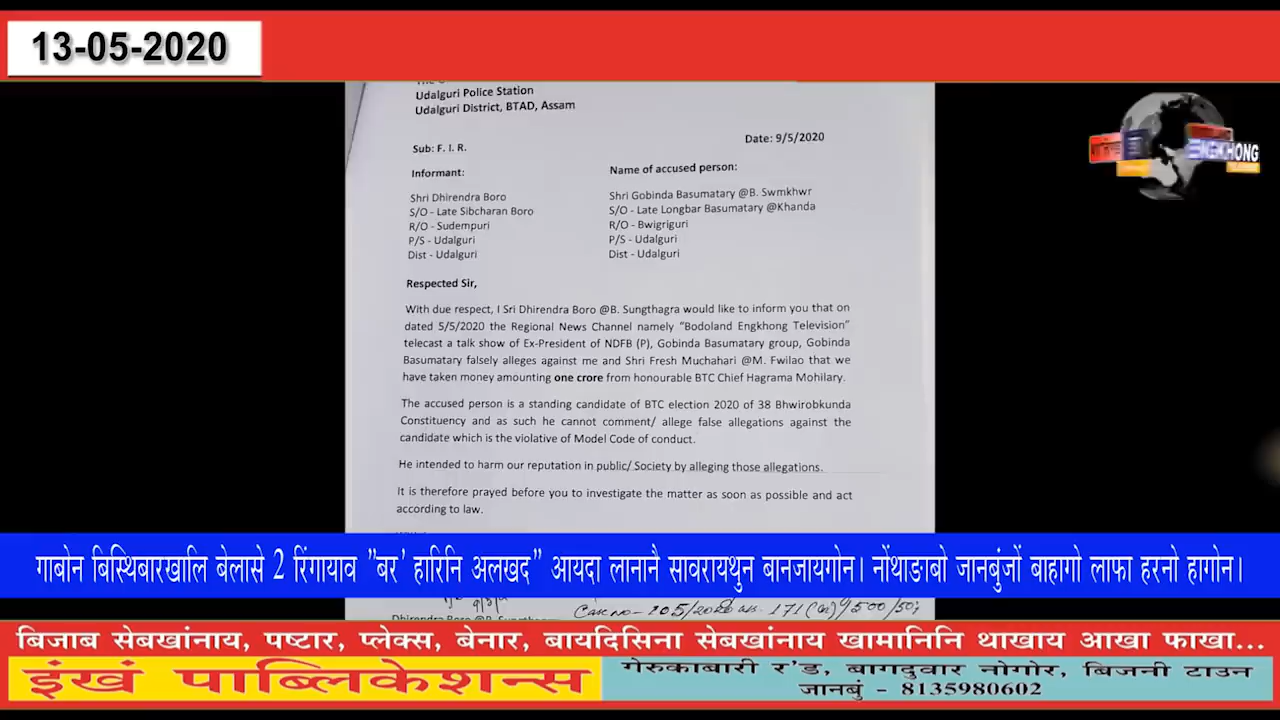 13-05-2020
Udalguri Police Station
Udalguri District, BTAD, Assam
Date: 9/5/2020
Sub: F. I. R.
Informant:
Name of accused person:
Shri Dhirendra Boro
S/O - Late Sibcharan Boro
R/O - Sudempuri
P/S - Udalguri
Dist - Udalguri
Shri Gobinda Basumatary @B. Swmkhwr
S/O - Late Longbar Basumatary @Khanda
R/O - Bwigriguri
P/S - Udalguri
Dist - Udalguri
Respected Sir,
With due respect, I Sri Dhirendra Boro @B. Sungthagra would like to inform you that on
dated 5/5/2020 the Regional News Channel namely “Bodoland Engkhong Television”
telecast a talk show of Ex-President of NDFB (P), Gobinda Basumatary group, Gobinda
Basumatary falsely alleges against me and Shri Fresh Muchahari @M. Fwilao that we
have taken money amounting one crore from honourable BTC Chief Hagrama Mohilary.
The accused person is a standing candidate of BTC election 2020 of 38 Bhwirobkunda
Constituency and as such he cannot comment/ allege false allegations against the
candidate which is the violative of Model Code of conduct.
He intended to harm our reputation in public/ Society by alleging those allegations.
It is therefore prayed before you to investigate the matter as soon as possible and act
according to law.
ENGKHONG
गाबोन बिस्थिबारखालि बेलासे 2 रिंगायाव "बर' हारिनि अलखद" आयदा लानानै सावरायथुन बानजायगोन। नोंथाङाबो जानबुंजों बाहागो लाफा हरनो हागोन।
Case no - 105/2020 u/s. 171(G)/500/50
बिजाब सेबखांनाय, पष्टार, प्लेक्स, बेनार, बायदिसिना सेबखांनाय खामानिनि थाखाय आखा फाखा...
इंखं पाब्लिकेशन्स
गेरुकाबारी र'ड, बागदुवार नोगोर, बिजनी टाउन
जानबुं - 8135980602